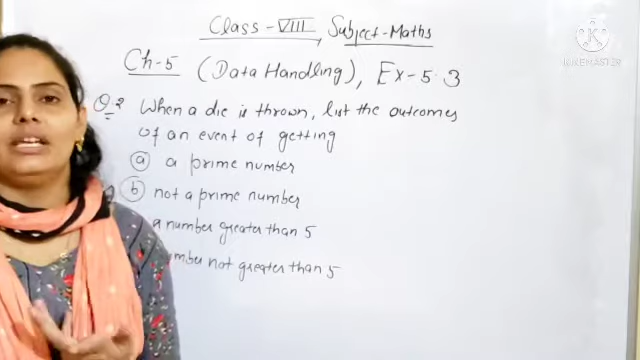 Class - VIII Subject - Maths
Ch-5 (Data Handling), Ex-5.3
Q.2 When a die is thrown, list the outcomes
of an event of getting
(a) a prime number
(b) not a prime number
a number greater than 5
not greater than 5
K
KINEMASTER